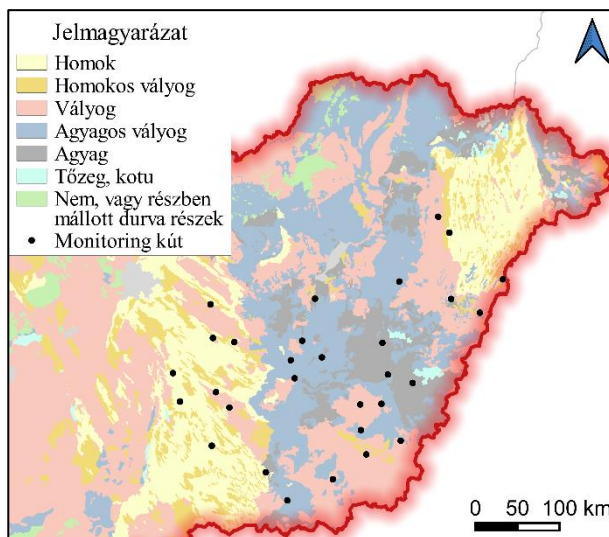 Jelmagyarázat
Homok
Homokos vályog
Vályog
Agyagos vályog
Agyag
Tőzeg, kotu
Nem, vagy részben
mállott durva részek
Monitoring kút
0 50 100 km